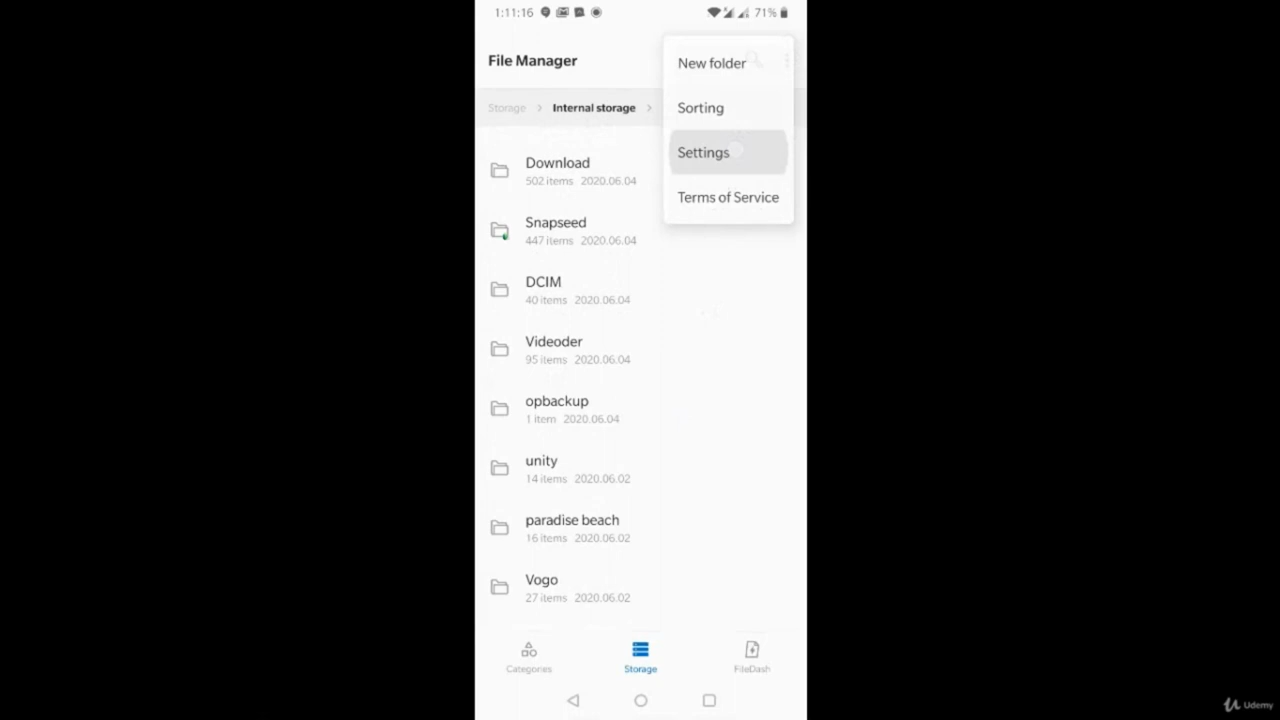 1:11:16 71%
File Manager
New folder
Sorting
Settings
Terms of Service
Storage > Internal storage >
Download
502 items 2020.06.04
Snapseed
447 items 2020.06.04
DCIM
40 items 2020.06.04
Videoder
95 items 2020.06.04
opbackup
1 item 2020.06.04
unity
14 items 2020.06.02
paradise beach
16 items 2020.06.02
Vogo
27 items 2020.06.02
Categories Storage FileDash
Udemy